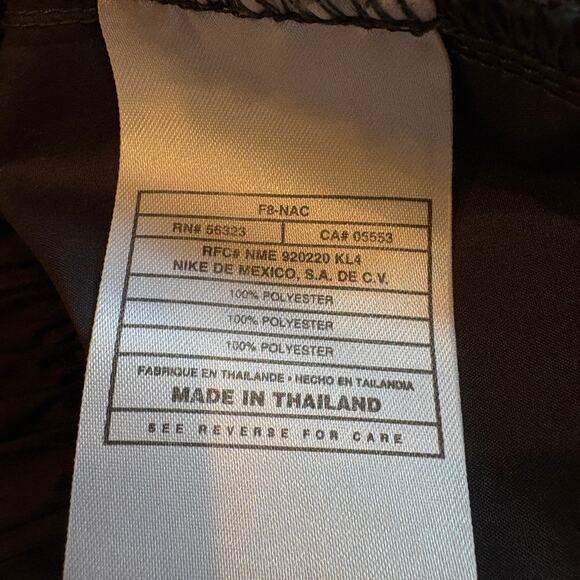 F8-NAC
RN# 56323 CA# 05553
RFC# NME 920220 KL4
NIKE DE MEXICO, S.A. DE C.V.
100% POLYESTER
100% POLYESTER
100% POLYESTER
FABRIQUE EN THAILANDE • HECHO EN TAILANDIA
MADE IN THAILAND
SEE REVERSE FOR CARE